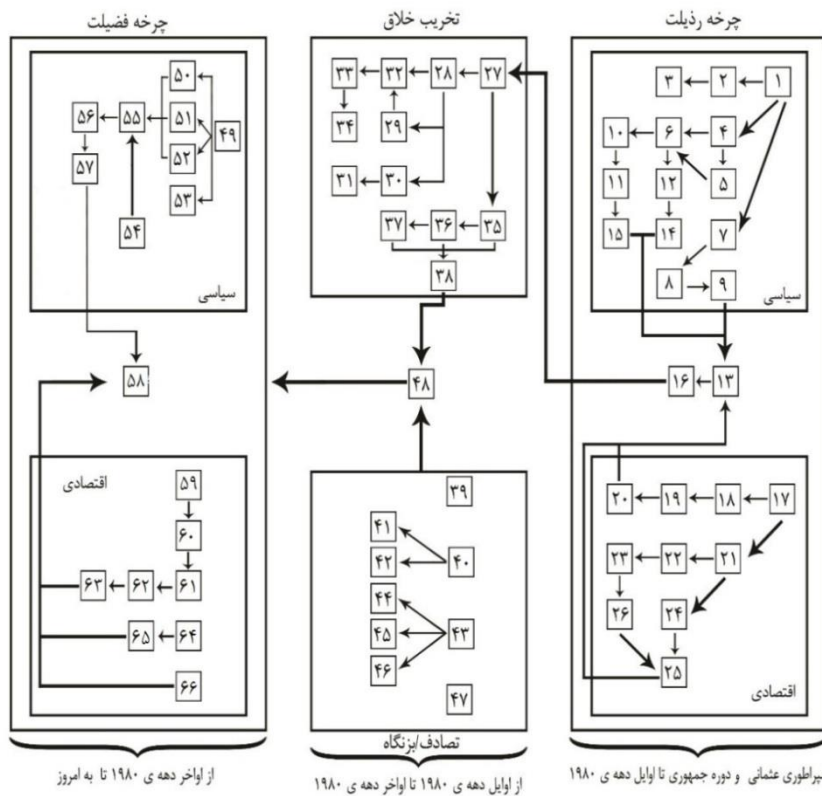 چرخه رذیلت
تخریب خلاق
چرخه فضیلت
۱ ۲ ۳
۴ ۶ ۱۰
۵ ۱۲ ۱۱
۷ ۱۴ ۱۵
۹ ۸
سیاسی
۱۳ ۱۶
۱۷ ۱۸ ۱۹ ۲۰
۲۱ ۲۲ ۲۳
۲۴ ۲۶
۲۵
اقتصادی
۲۷ ۲۸ ۳۲ ۳۳
۲۹ ۳۴
۳۰ ۳۱
۳۵ ۳۶ ۳۷
۳۸
۴۸
۳۹
۴۰ ۴۱
۴۲
۴۳ ۴۴
۴۵
۴۶
۴۷
تصادف/بزنگاه
۴۹ ۵۰
۵۱ ۵۵ ۵۶
۵۲ ۵۷
۵۳
۵۴
سیاسی
۵۸
اقتصادی
۵۹
۶۰
۶۱ ۶۲ ۶۳
۶۴ ۶۵
۶۶
پراطوری عثمانی و دوره جمهوری تا اوایل دهه ی ۱۹۸۰
از اوایل دهه ی ۱۹۸۰ تا اواخر دهه ی ۱۹۸۰
از اواخر دهه ی ۱۹۸۰ تا به امروز